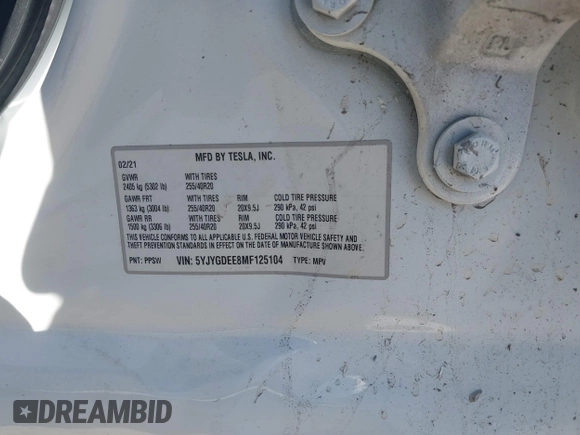 02/21 MFD BY TESLA, INC.
GVWR WITH TIRES
2405 kg (5302 lb) 255/40R20
GAWR FRT WITH TIRES RIM COLD TIRE PRESSURE
1363 kg (3004 lb) 255/40R20 20X9.5J 290 kPa, 42 psi
GAWR RR WITH TIRES RIM COLD TIRE PRESSURE
1500 kg (3306 lb) 255/40R20 20X9.5J 290 kPa, 42 psi
THIS VEHICLE CONFORMS TO ALL APPLICABLE U.S. FEDERAL MOTOR VEHICLE SAFETY AND
THEFT PREVENTION STANDARDS IN EFFECT ON THE DATE OF MANUFACTURE SHOWN ABOVE.
PNT: PPSW VIN: 5YJYGDEE8MF125104 TYPE: MPV
DREAMBID